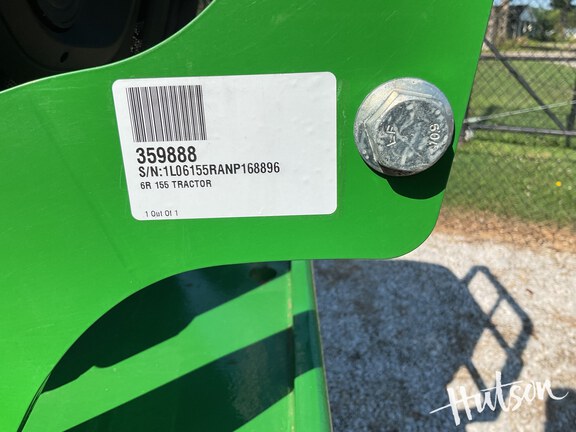 359888
S/N:1L06155RANP168896
6R 155 TRACTOR
1 Out Of 1
Hutson